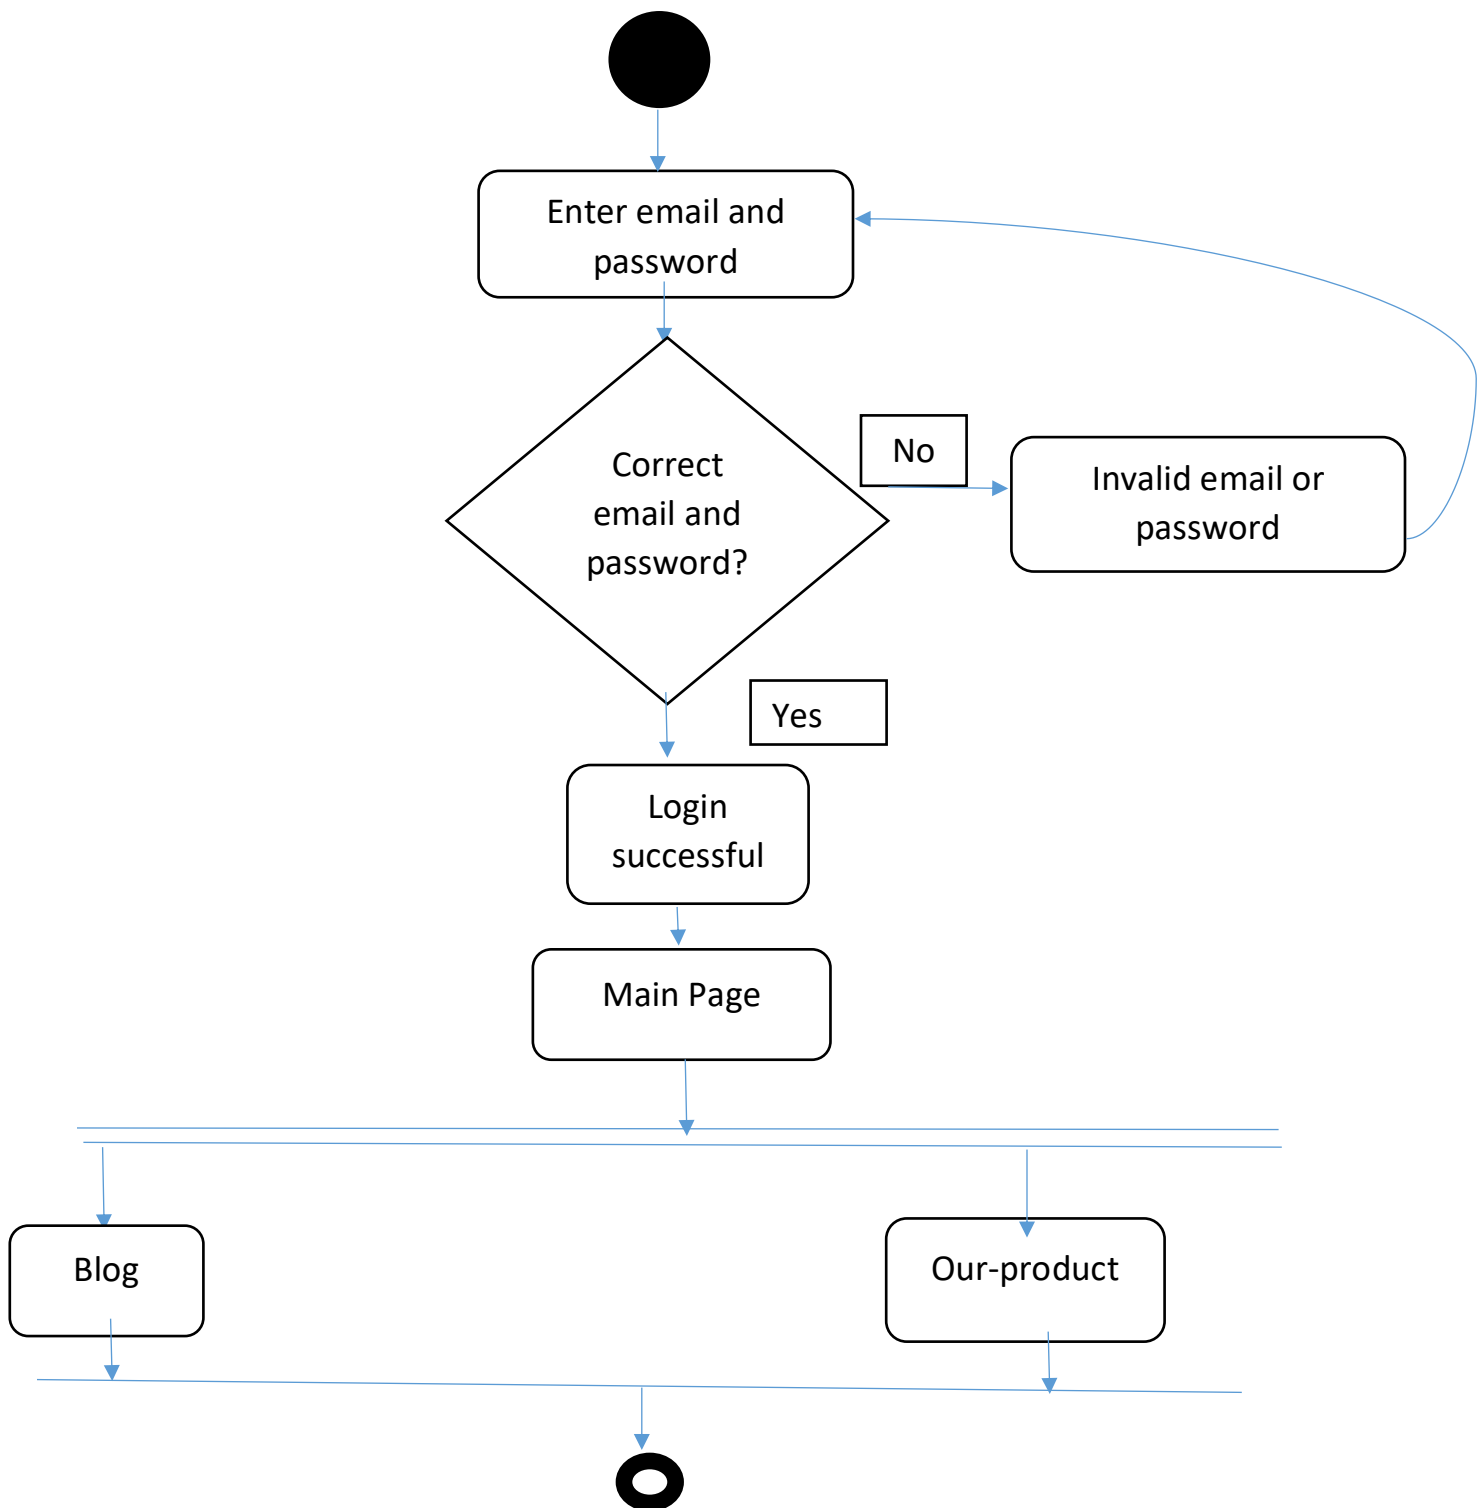 Enter email and
password
Correct
email and
password?
No
Invalid email or
password
Yes
Login
successful
Main Page
Blog
Our-product